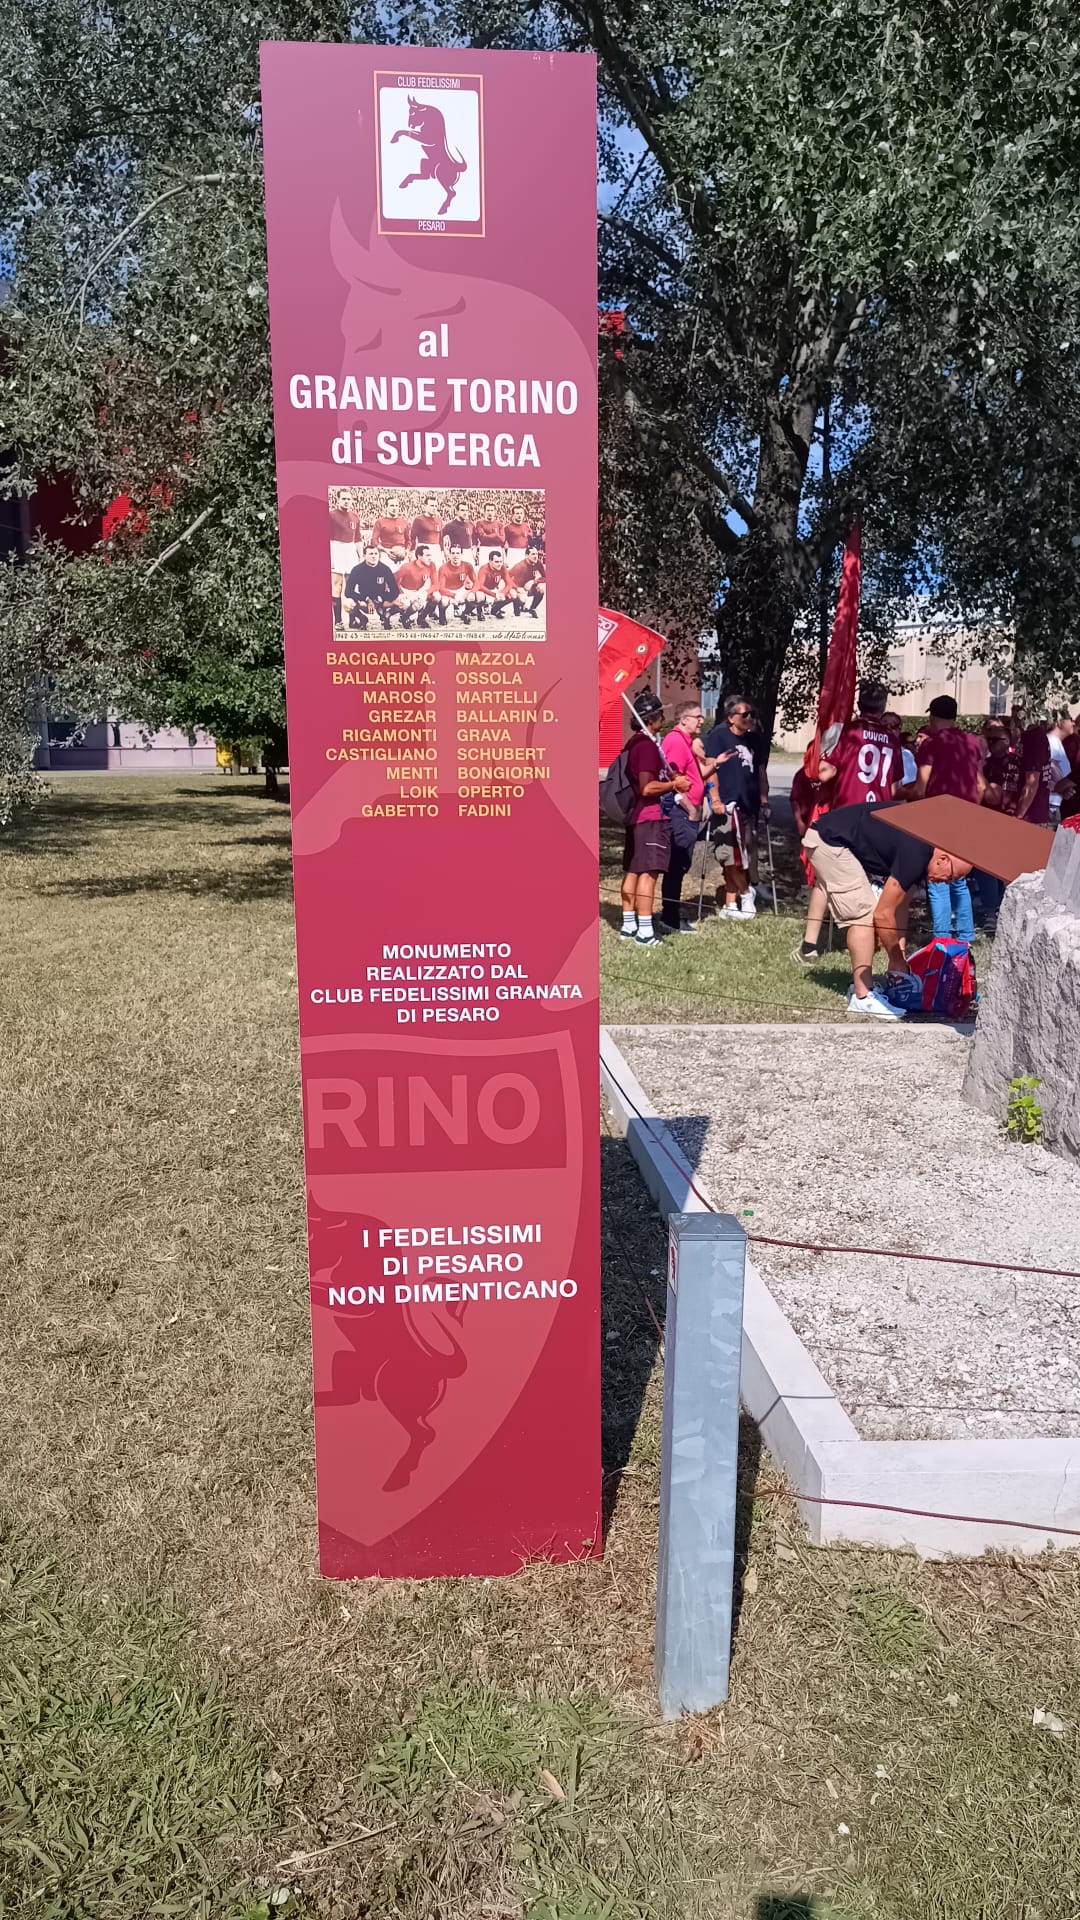 CLUB FEDELISSIMI
PESARO
al
GRANDE TORINO
di SUPERGA
BACIGALUPO MAZZOLA
BALLARIN A. OSSOLA
MAROSO MARTELLI
GREZAR BALLARIN D.
RIGAMONTI GRAVA
CASTIGLIANO SCHUBERT
MENTI BONGIORNI
LOIK OPERTO
GABETTO FADINI
MONUMENTO
REALIZZATO DAL
CLUB FEDELISSIMI GRANATA
DI PESARO
RINO
I FEDELISSIMI
DI PESARO
NON DIMENTICANO
DUVAN
91